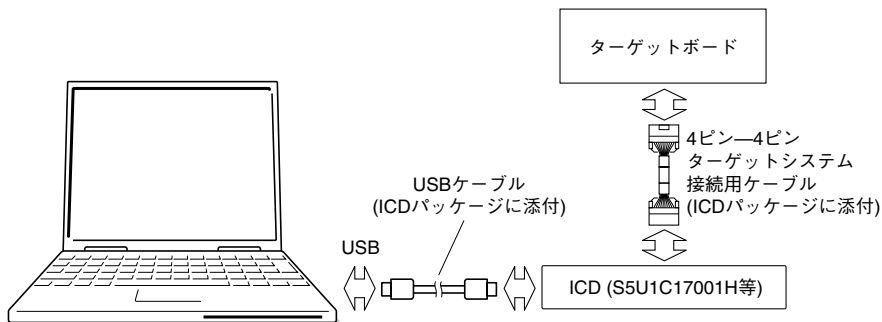 ターゲットボード
4ピン—4ピン
ターゲットシステム
接続用ケーブル
(ICDパッケージに添付)
USBケーブル
(ICDパッケージに添付)
USB
ICD (S5U1C17001H等)